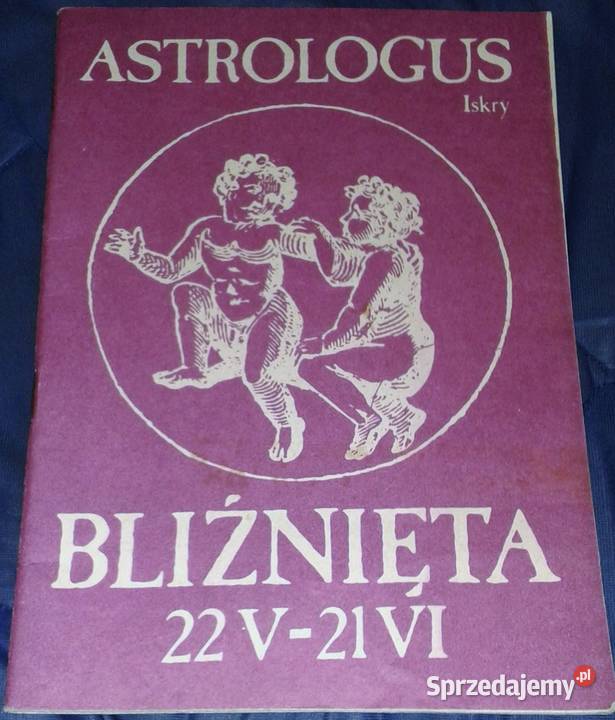 ASTROLOGUS
Iskry
BLIŹNIĘTA
22 V - 21 VI
Sprzedajemy.pl